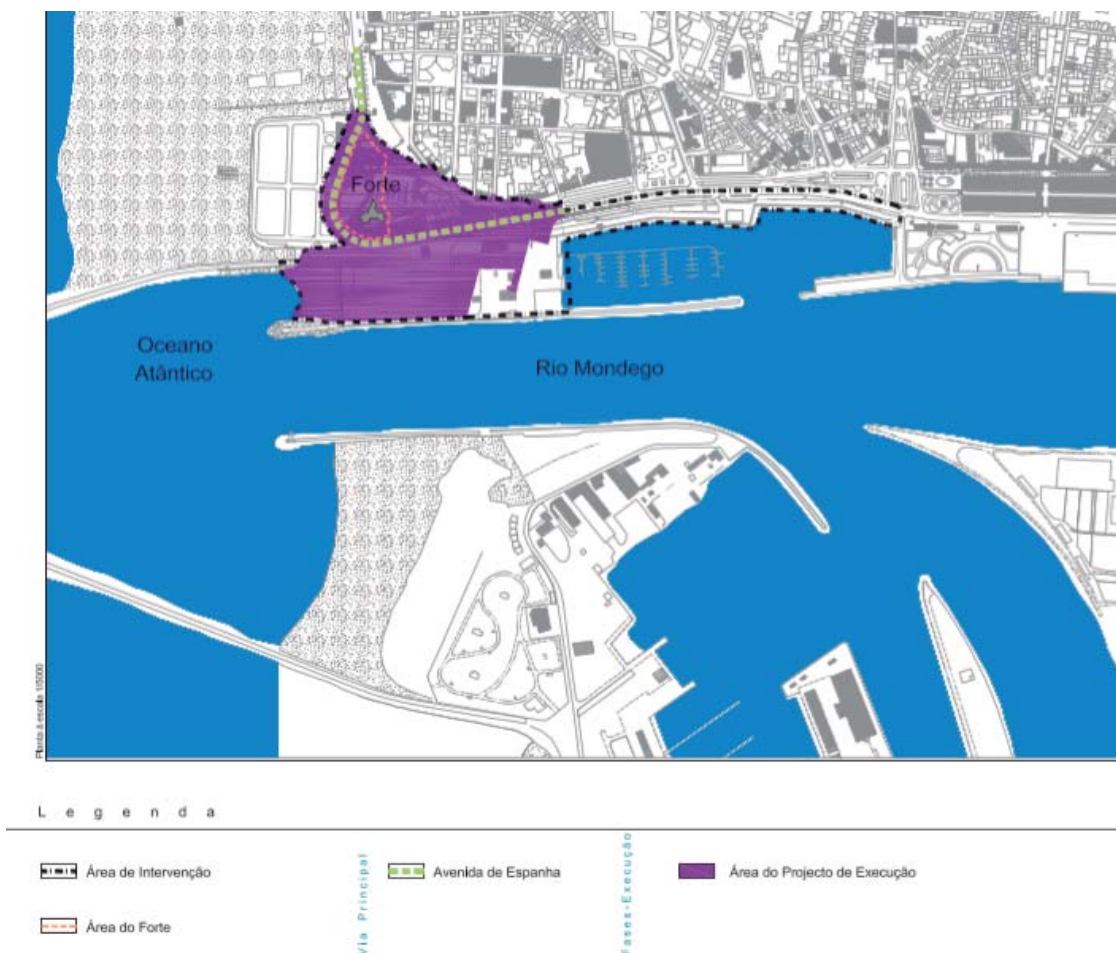 Forte
Oceano
Atântico
Rio Mondego
Planta à escala 1/5000
Legenda
Área de Intervenção
Área do Forte
Via Principal
Avenida de Espanha
Fases-Execução
Área do Projecto de Execução